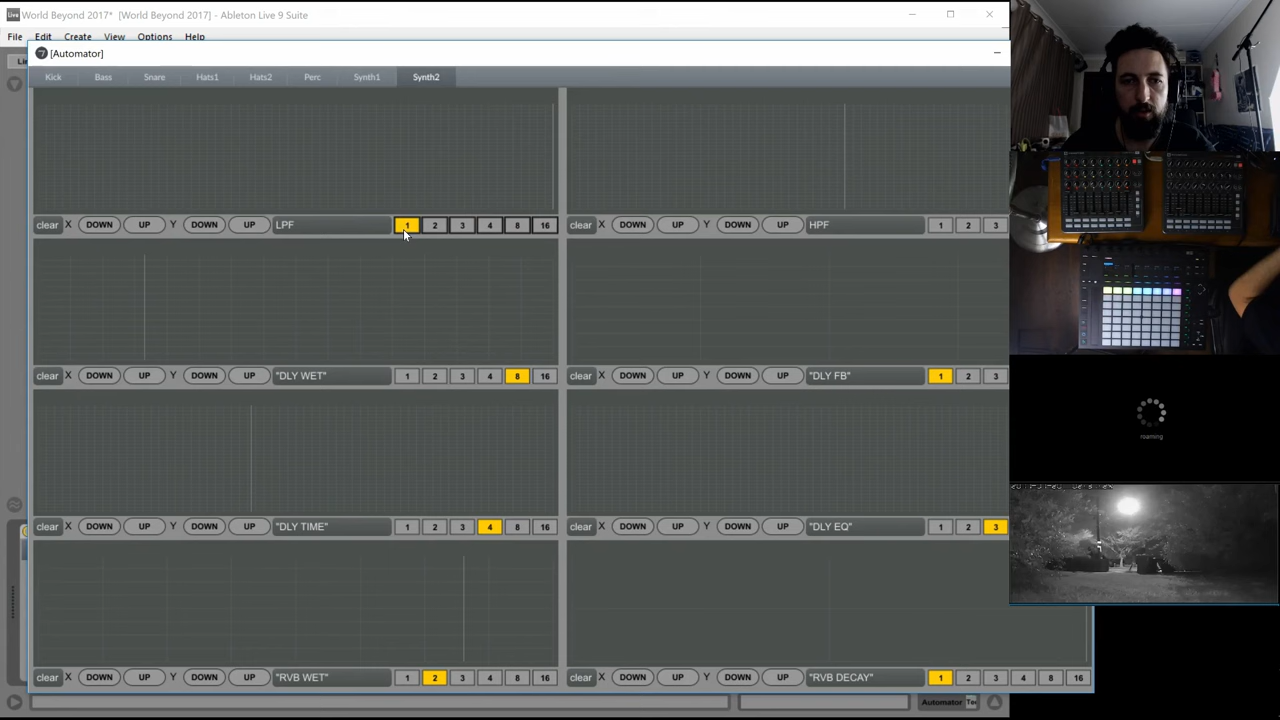 Live World Beyond 2017* [World Beyond 2017] - Ableton Live 9 Suite
File Edit Create View Options Help
[Automator]
Kick Bass Snare Hats1 Hats2 Perc Synth1 Synth2
clear X DOWN UP Y DOWN UP LPF 1 2 3 4 8 16
clear X DOWN UP Y DOWN UP HPF 1 2 3
clear X DOWN UP Y DOWN UP "DLY WET" 1 2 3 4 8 16
clear X DOWN UP Y DOWN UP "DLY FB" 1 2 3
clear X DOWN UP Y DOWN UP "DLY TIME" 1 2 3 4 8 16
clear X DOWN UP Y DOWN UP "DLY EQ" 1 2 3
clear X DOWN UP Y DOWN UP "RVB WET" 1 2 3 4 8 16
clear X DOWN UP Y DOWN UP "RVB DECAY" 1 2 3 4 8 16
Automator
roaming